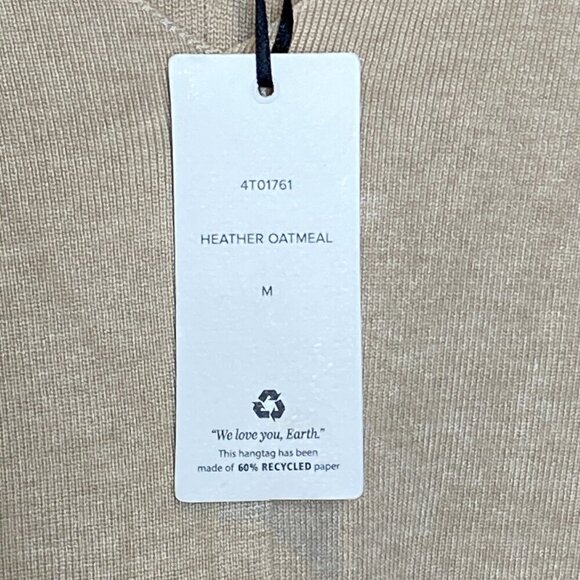 4T01761
HEATHER OATMEAL
M
“We love you, Earth.”
This hangtag has been
made of 60% RECYCLED paper